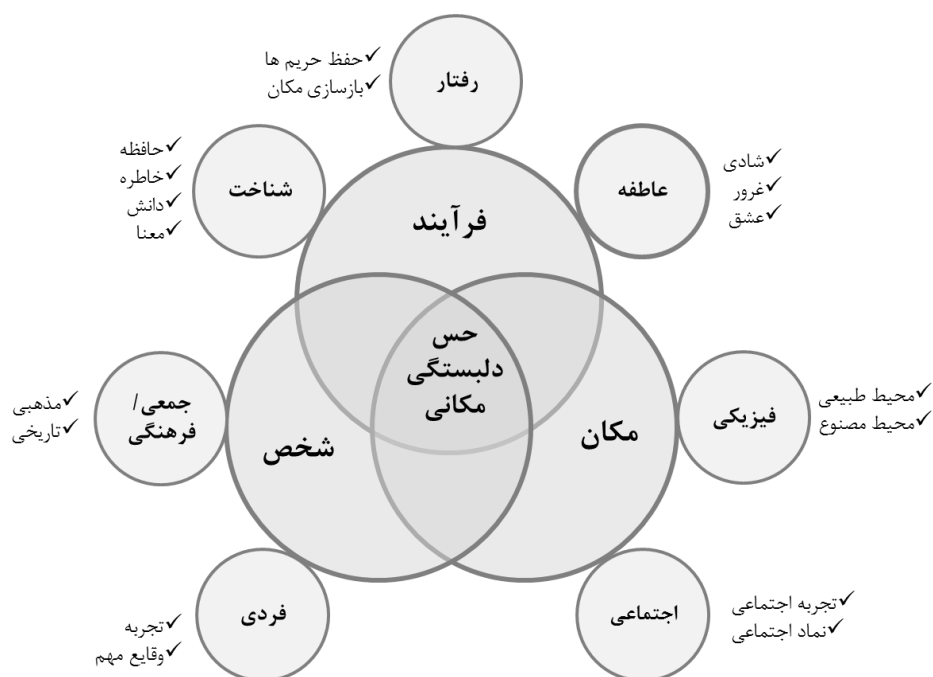 رفتار
✓حفظ حریم ها
✓بازسازی مکان
عاطفه
✓شادی
✓غرور
✓عشق
شناخت
✓حافظه
✓خاطره
✓دانش
✓معنا
فرآیند
حس
دلبستگی
مکانی
مکان
شخص
فیزیکی
✓محیط طبیعی
✓محیط مصنوع
جمعی/
فرهنگی
✓مذهبی
✓تاریخی
اجتماعی
✓تجربه اجتماعی
✓نماد اجتماعی
فردی
✓تجربه
✓وقایع مهم